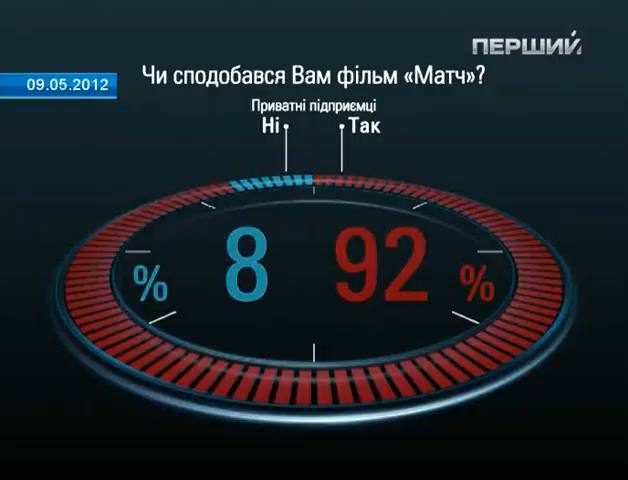 ПЕРШИЙ
09.05.2012
Чи сподобався Вам фільм «Матч»?
Приватні підприємці
Ні Так
% 8 92 %